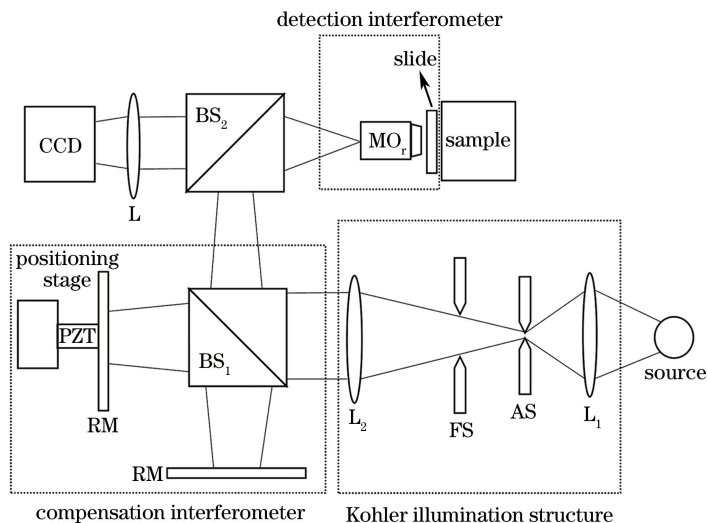 detection interferometer
slide
BS2
CCD
MOr
sample
L
positioning
stage
PZT
BS1
source
L2
FS
AS
L1
RM
RM
compensation interferometer
Kohler illumination structure